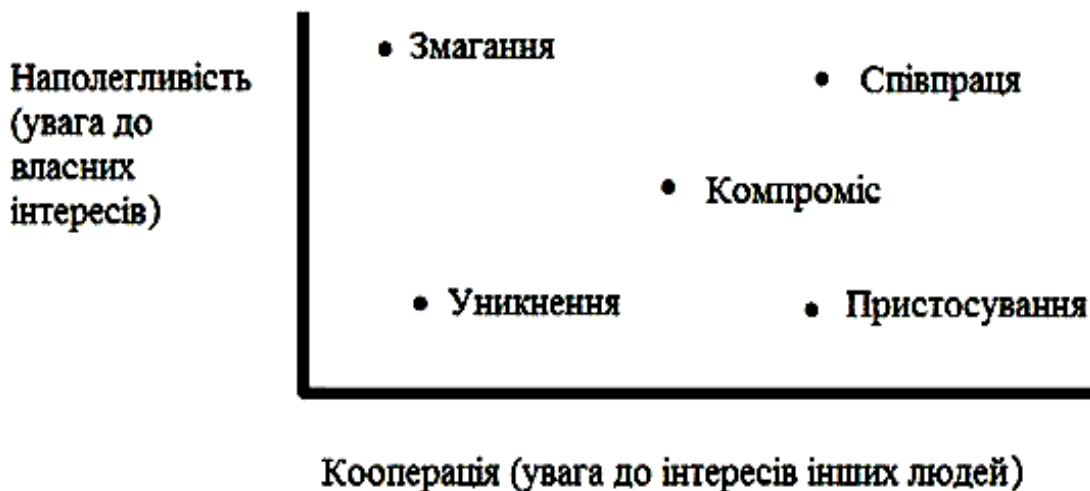 Змагання
Наполегливість
(увага до
власних
інтересів)
Співпраця
Компроміс
Уникнення
Пристосування
Кооперація (увага до інтересів інших людей)